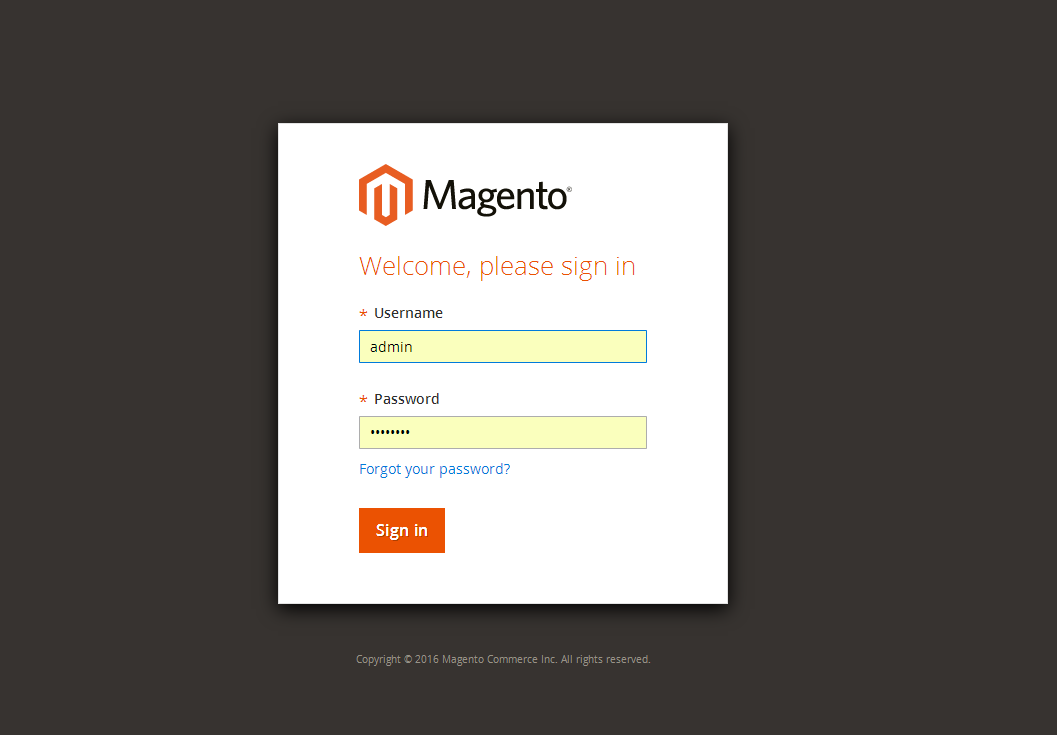 Magento®
Welcome, please sign in
* Username
admin
* Password
••••••••
Forgot your password?
Sign in
Copyright © 2016 Magento Commerce Inc. All rights reserved.